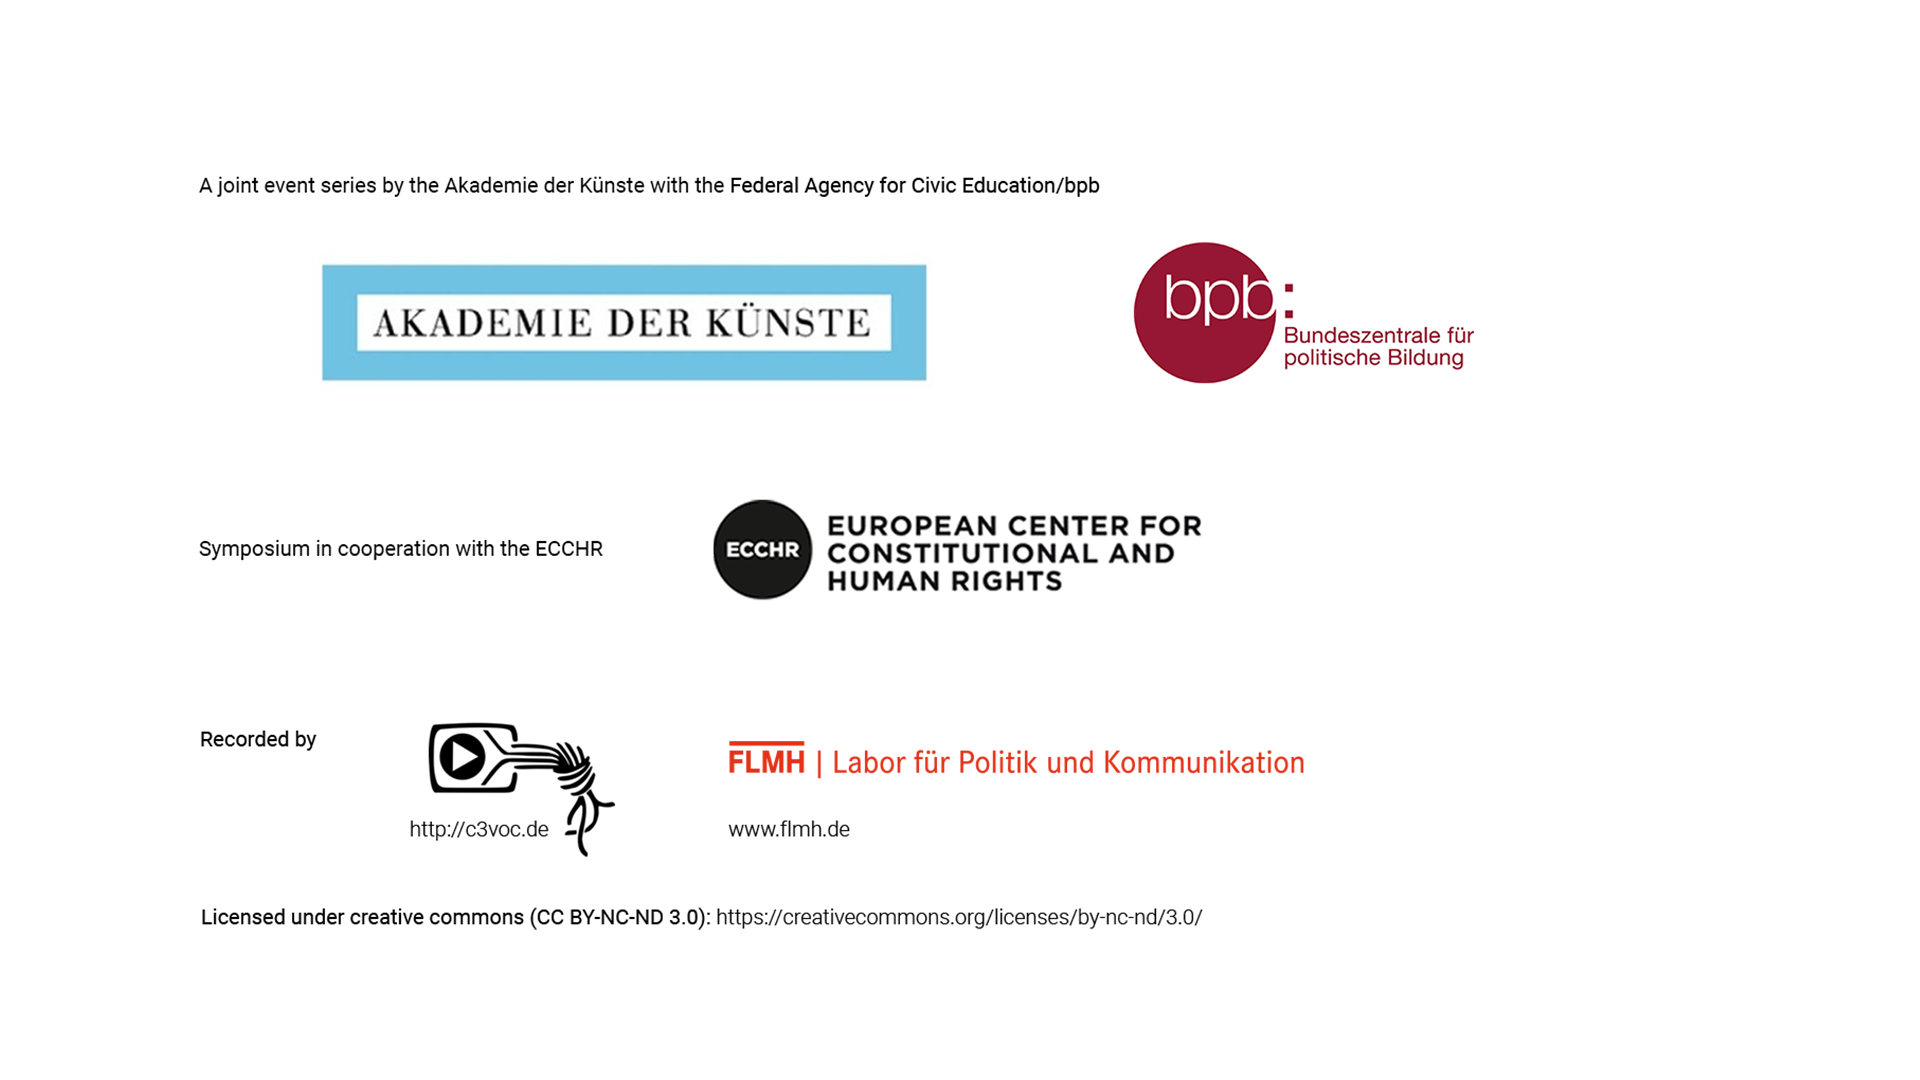 A joint event series by the Akademie der Künste with the Federal Agency for Civic Education/bpb
AKADEMIE DER KÜNSTE
bpb:
Bundeszentrale für
politische Bildung
Symposium in cooperation with the ECCHR
ECCHR
EUROPEAN CENTER FOR
CONSTITUTIONAL AND
HUMAN RIGHTS
Recorded by
http://c3voc.de
FLMH | Labor für Politik und Kommunikation
www.flmh.de
Licensed under creative commons (CC BY-NC-ND 3.0): https://creativecommons.org/licenses/by-nc-nd/3.0/